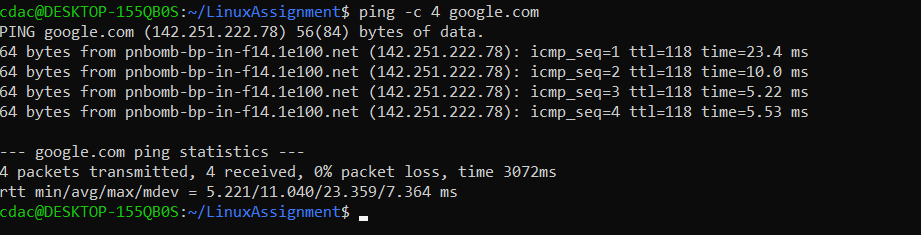 cdac@DESKTOP-155QB0S:~/LinuxAssignment$ ping -c 4 google.com
PING google.com (142.251.222.78) 56(84) bytes of data.
64 bytes from pnbomb-bp-in-f14.1e100.net (142.251.222.78): icmp_seq=1 ttl=118 time=23.4 ms
64 bytes from pnbomb-bp-in-f14.1e100.net (142.251.222.78): icmp_seq=2 ttl=118 time=10.0 ms
64 bytes from pnbomb-bp-in-f14.1e100.net (142.251.222.78): icmp_seq=3 ttl=118 time=5.22 ms
64 bytes from pnbomb-bp-in-f14.1e100.net (142.251.222.78): icmp_seq=4 ttl=118 time=5.53 ms
--- google.com ping statistics ---
4 packets transmitted, 4 received, 0% packet loss, time 3072ms
rtt min/avg/max/mdev = 5.221/11.040/23.359/7.364 ms
cdac@DESKTOP-155QB0S:~/LinuxAssignment$